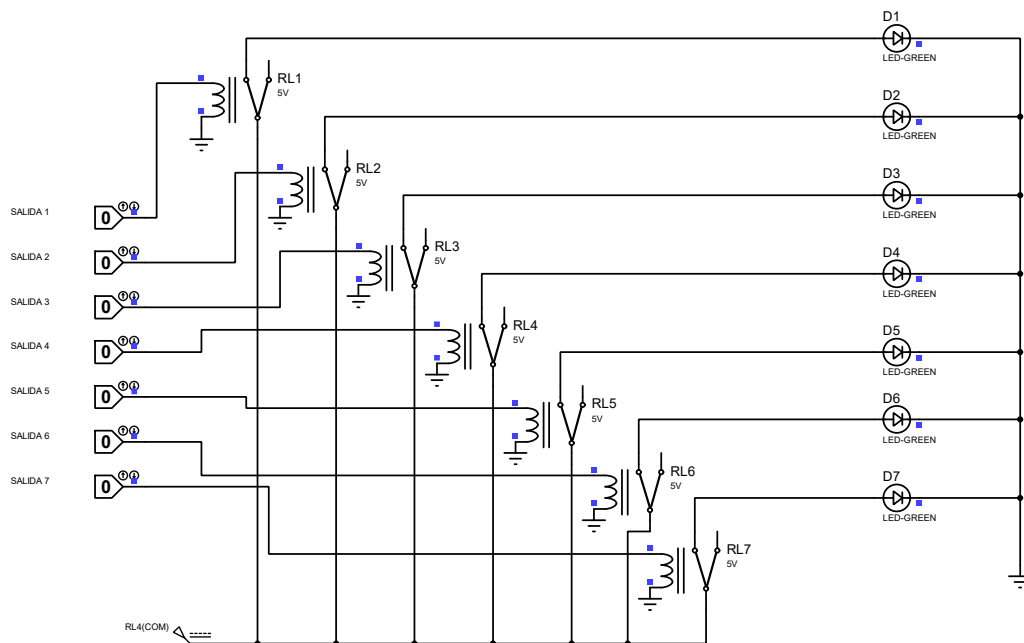 D1
LED-GREEN
RL1
5V
D2
LED-GREEN
RL2
5V
D3
LED-GREEN
SALIDA 1
0
RL3
5V
D4
LED-GREEN
SALIDA 2
0
SALIDA 3
0
RL4
5V
D5
LED-GREEN
SALIDA 4
0
SALIDA 5
0
RL5
5V
D6
LED-GREEN
SALIDA 6
0
RL6
5V
D7
LED-GREEN
SALIDA 7
0
RL7
5V
RL4(COM)